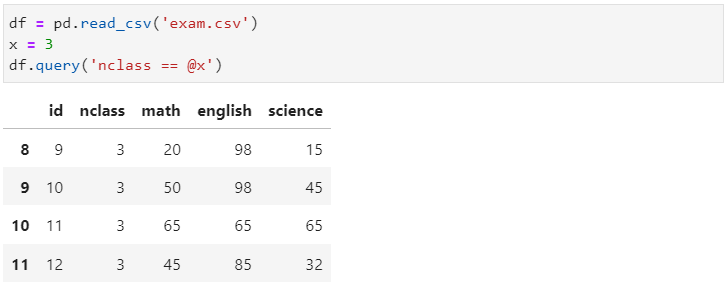 df = pd.read_csv('exam.csv')
x = 3
df.query('nclass == @x')
id nclass math english science
8 9 3 20 98 15
9 10 3 50 98 45
10 11 3 65 65 65
11 12 3 45 85 32